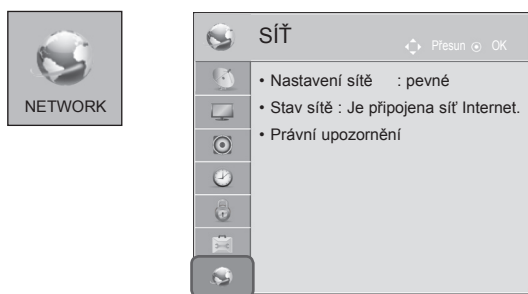 NETWORK
SÍŤ
Přesun ⊙ OK
• Nastavení sítě : pevné
• Stav sítě : Je připojena síť Internet.
• Právní upozornění